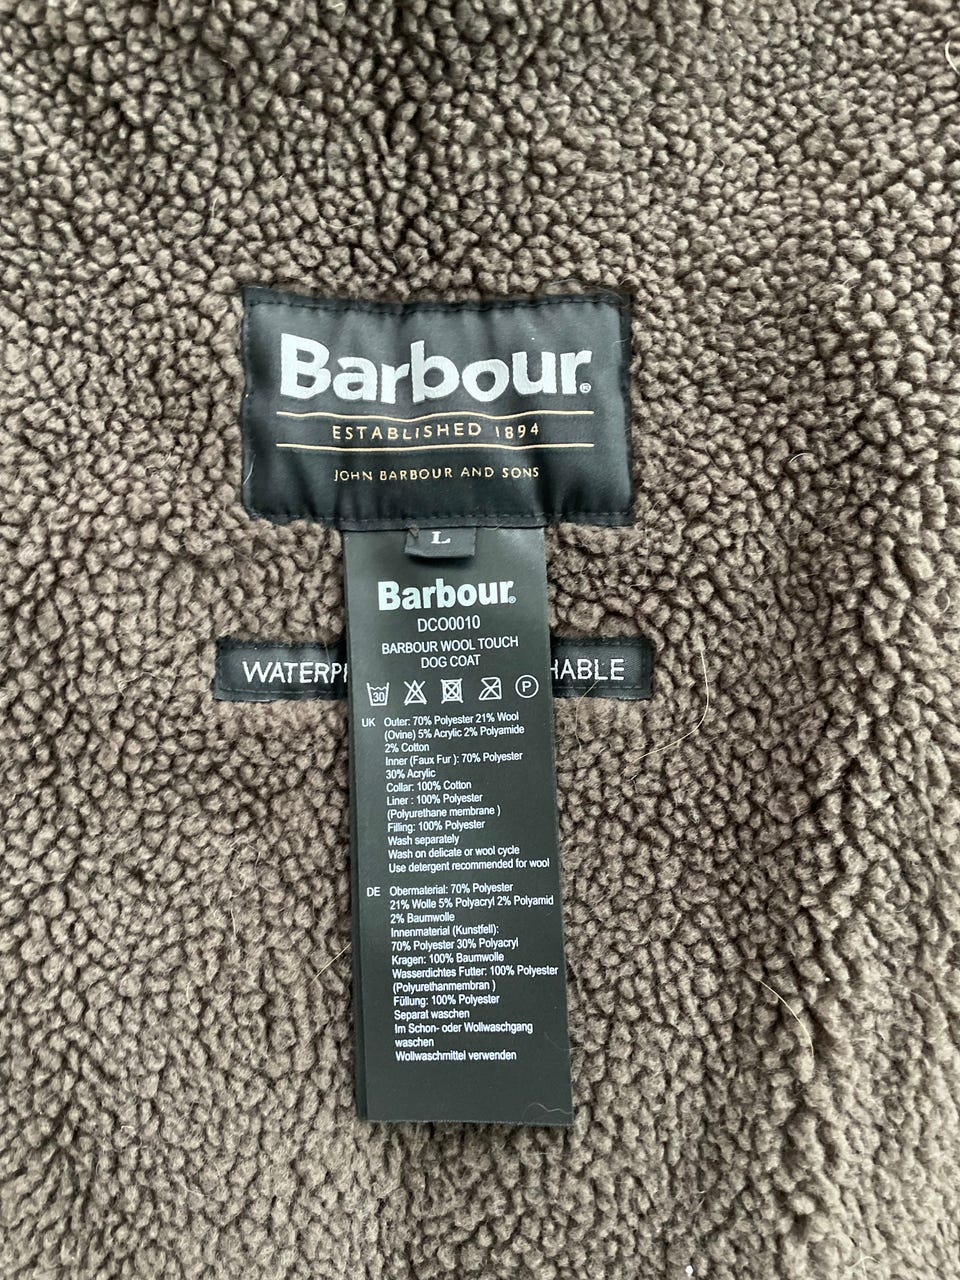 Barbour®
ESTABLISHED 1894
JOHN BARBOUR AND SONS
L
Barbour®
DCO0010
BARBOUR WOOL TOUCH
DOG COAT
30 P
UK Outer: 70% Polyester 21% Wool
(Ovine) 5% Acrylic 2% Polyamide
2% Cotton
Inner (Faux Fur ): 70% Polyester
30% Acrylic
Collar: 100% Cotton
Liner : 100% Polyester
(Polyurethane membrane )
Filling: 100% Polyester
Wash separately
Wash on delicate or wool cycle
Use detergent recommended for wool
DE Obermaterial: 70% Polyester
21% Wolle 5% Polyacryl 2% Polyamid
2% Baumwolle
Innenmaterial (Kunstfell):
70% Polyester 30% Polyacryl
Kragen: 100% Baumwolle
Wasserdichtes Futter: 100% Polyester
(Polyurethanmembran )
Füllung: 100% Polyester
Separat waschen
Im Schon- oder Wollwaschgang
waschen
Wollwaschmittel verwenden